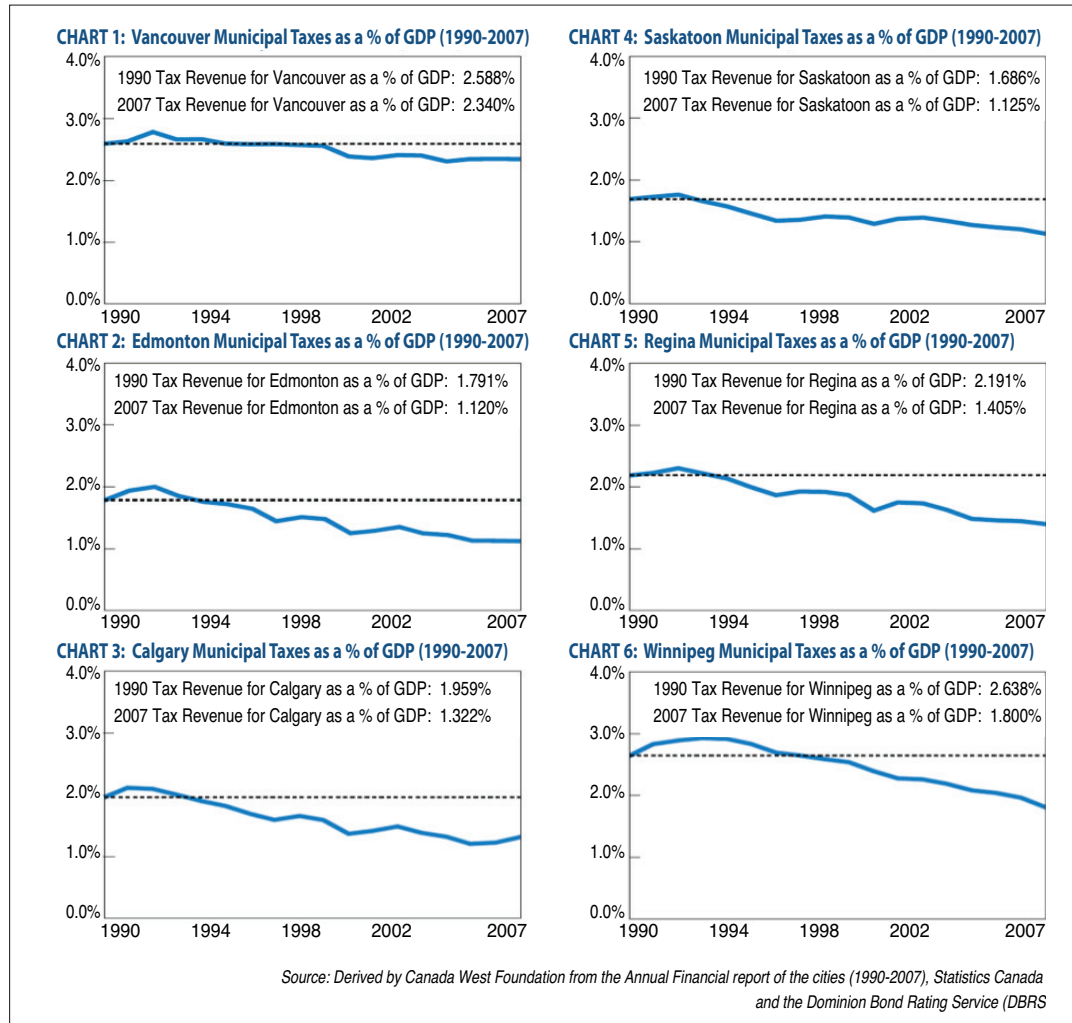 CHART 1: Vancouver Municipal Taxes as a % of GDP (1990-2007)
4.0%
1990 Tax Revenue for Vancouver as a % of GDP: 2.588%
2007 Tax Revenue for Vancouver as a % of GDP: 2.340%
3.0%
2.0%
1.0%
0.0%
1990 1994 1998 2002 2007
CHART 2: Edmonton Municipal Taxes as a % of GDP (1990-2007)
4.0%
1990 Tax Revenue for Edmonton as a % of GDP: 1.791%
2007 Tax Revenue for Edmonton as a % of GDP: 1.120%
3.0%
2.0%
1.0%
0.0%
1990 1994 1998 2002 2007
CHART 3: Calgary Municipal Taxes as a % of GDP (1990-2007)
4.0%
1990 Tax Revenue for Calgary as a % of GDP: 1.959%
2007 Tax Revenue for Calgary as a % of GDP: 1.322%
3.0%
2.0%
1.0%
0.0%
1990 1994 1998 2002 2007
CHART 4: Saskatoon Municipal Taxes as a % of GDP (1990-2007)
4.0%
1990 Tax Revenue for Saskatoon as a % of GDP: 1.686%
2007 Tax Revenue for Saskatoon as a % of GDP: 1.125%
3.0%
2.0%
1.0%
0.0%
1990 1994 1998 2002 2007
CHART 5: Regina Municipal Taxes as a % of GDP (1990-2007)
4.0%
1990 Tax Revenue for Regina as a % of GDP: 2.191%
2007 Tax Revenue for Regina as a % of GDP: 1.405%
3.0%
2.0%
1.0%
0.0%
1990 1994 1998 2002 2007
CHART 6: Winnipeg Municipal Taxes as a % of GDP (1990-2007)
4.0%
1990 Tax Revenue for Winnipeg as a % of GDP: 2.638%
2007 Tax Revenue for Winnipeg as a % of GDP: 1.800%
3.0%
2.0%
1.0%
0.0%
1990 1994 1998 2002 2007
Source: Derived by Canada West Foundation from the Annual Financial report of the cities (1990-2007), Statistics Canada
and the Dominion Bond Rating Service (DBRS